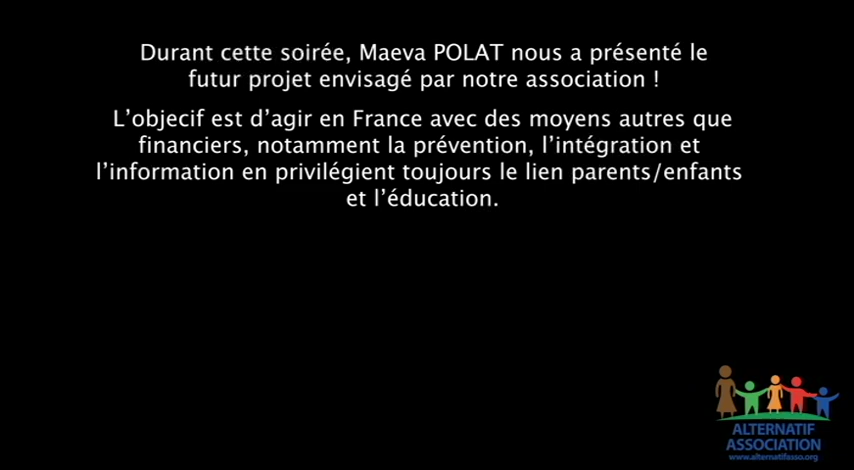 Durant cette soirée, Maeva POLAT nous a présenté le
futur projet envisagé par notre association !
L'objecif est d'agir en France avec des moyens autres que
financiers, notamment la prévention, l'intégration et
l'information en privilégient toujours le lien parents/enfants
et l'éducation.
ALTERNATIF
ASSOCIATION
www.alternatifasso.org